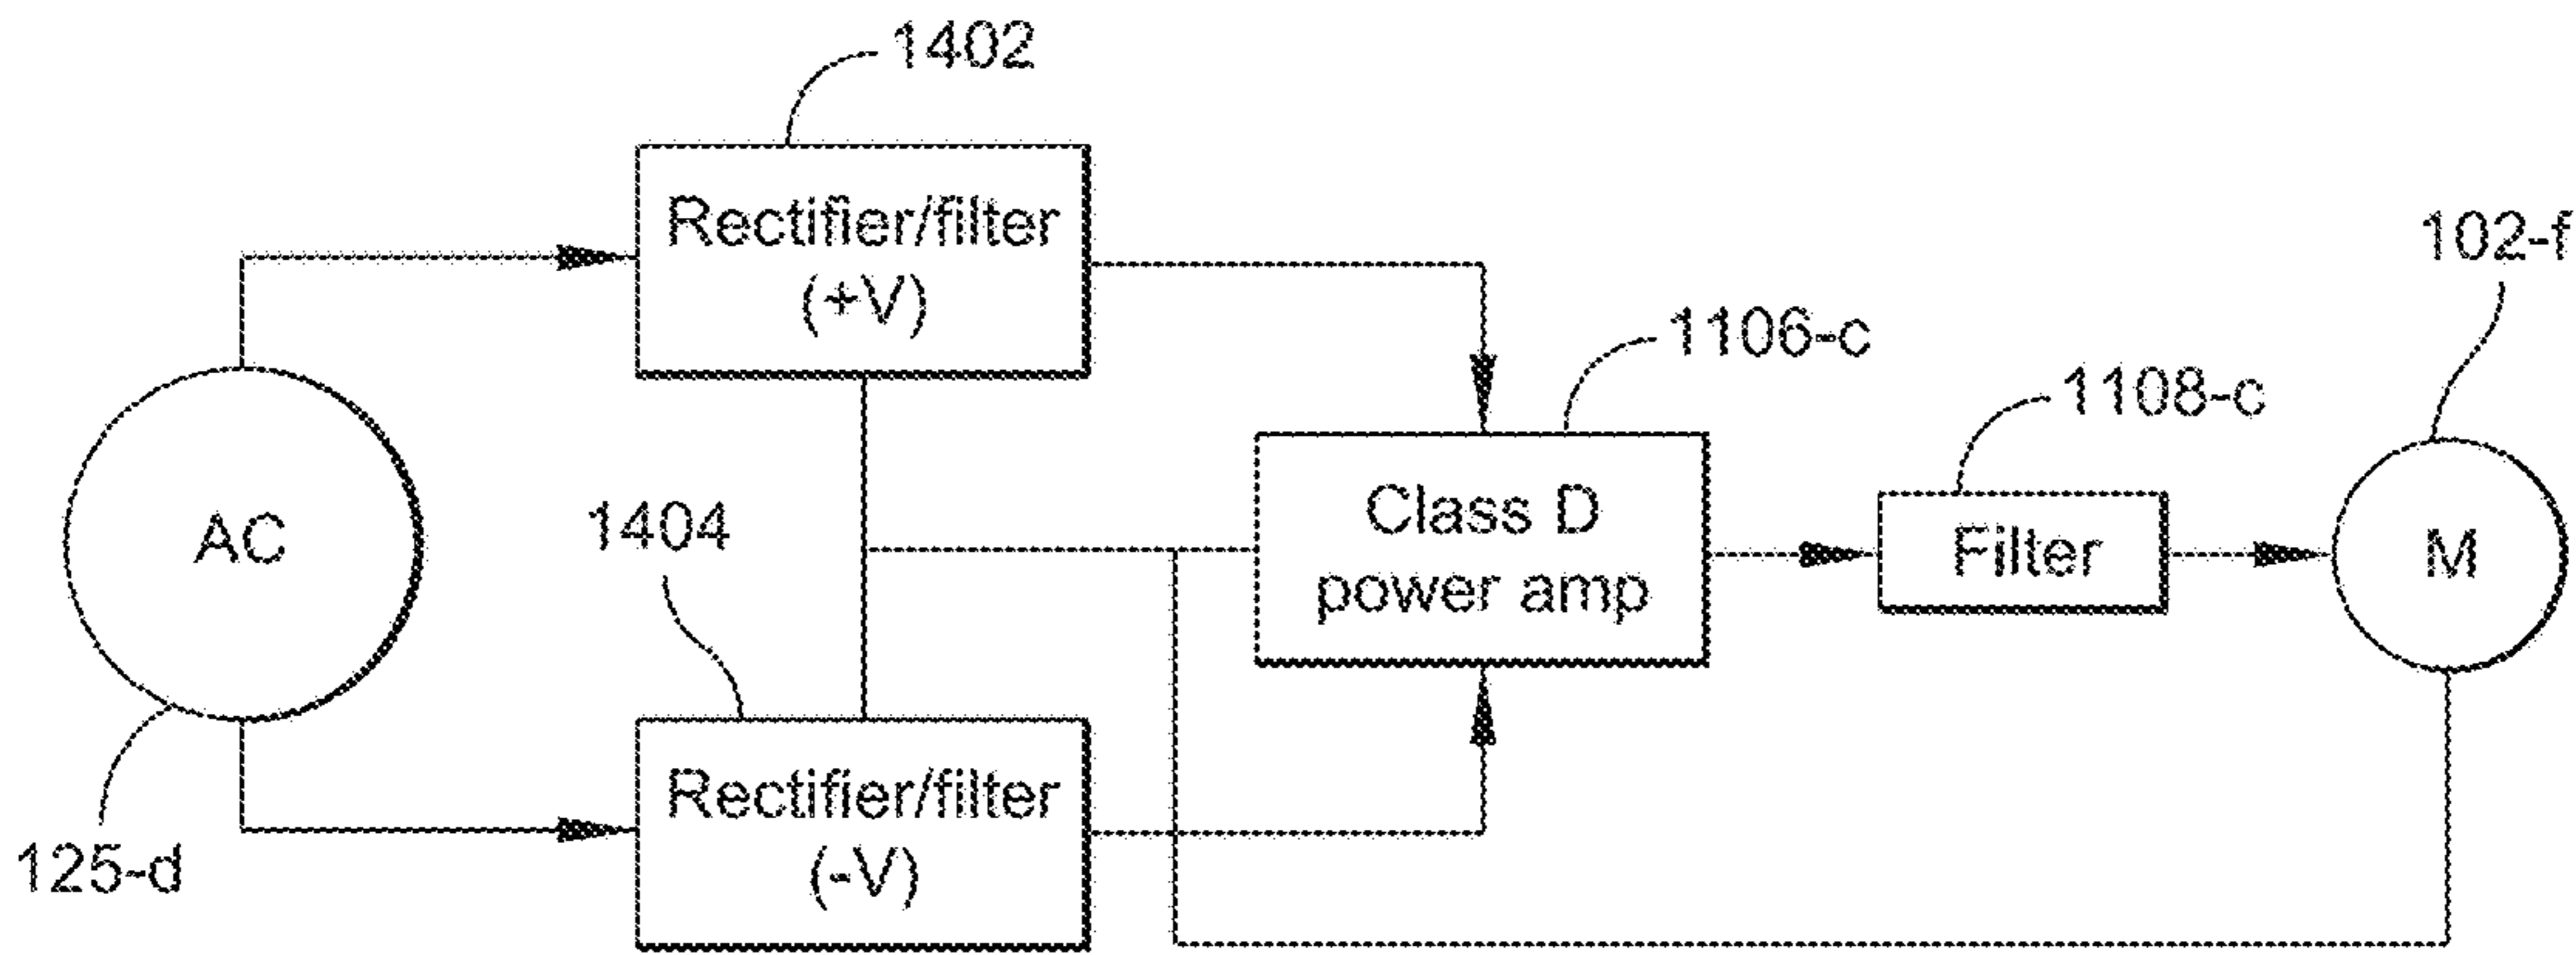 1402
Rectifier/filter
(+V)
102-f
1106-c
1108-c
AC
1404
Class D
power amp
Filter
M
Rectifier/filter
(-V)
125-d